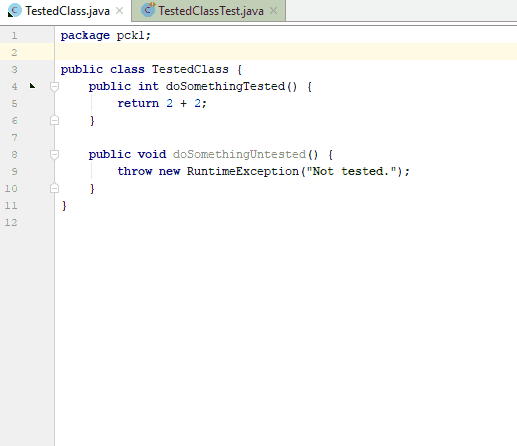 TestedClass.java
TestedClassTest.java
1 package pck1;
2
3 public class TestedClass {
4 public int doSomethingTested() {
5 return 2 + 2;
6 }
7
8 public void doSomethingUntested() {
9 throw new RuntimeException("Not tested.");
10 }
11 }
12